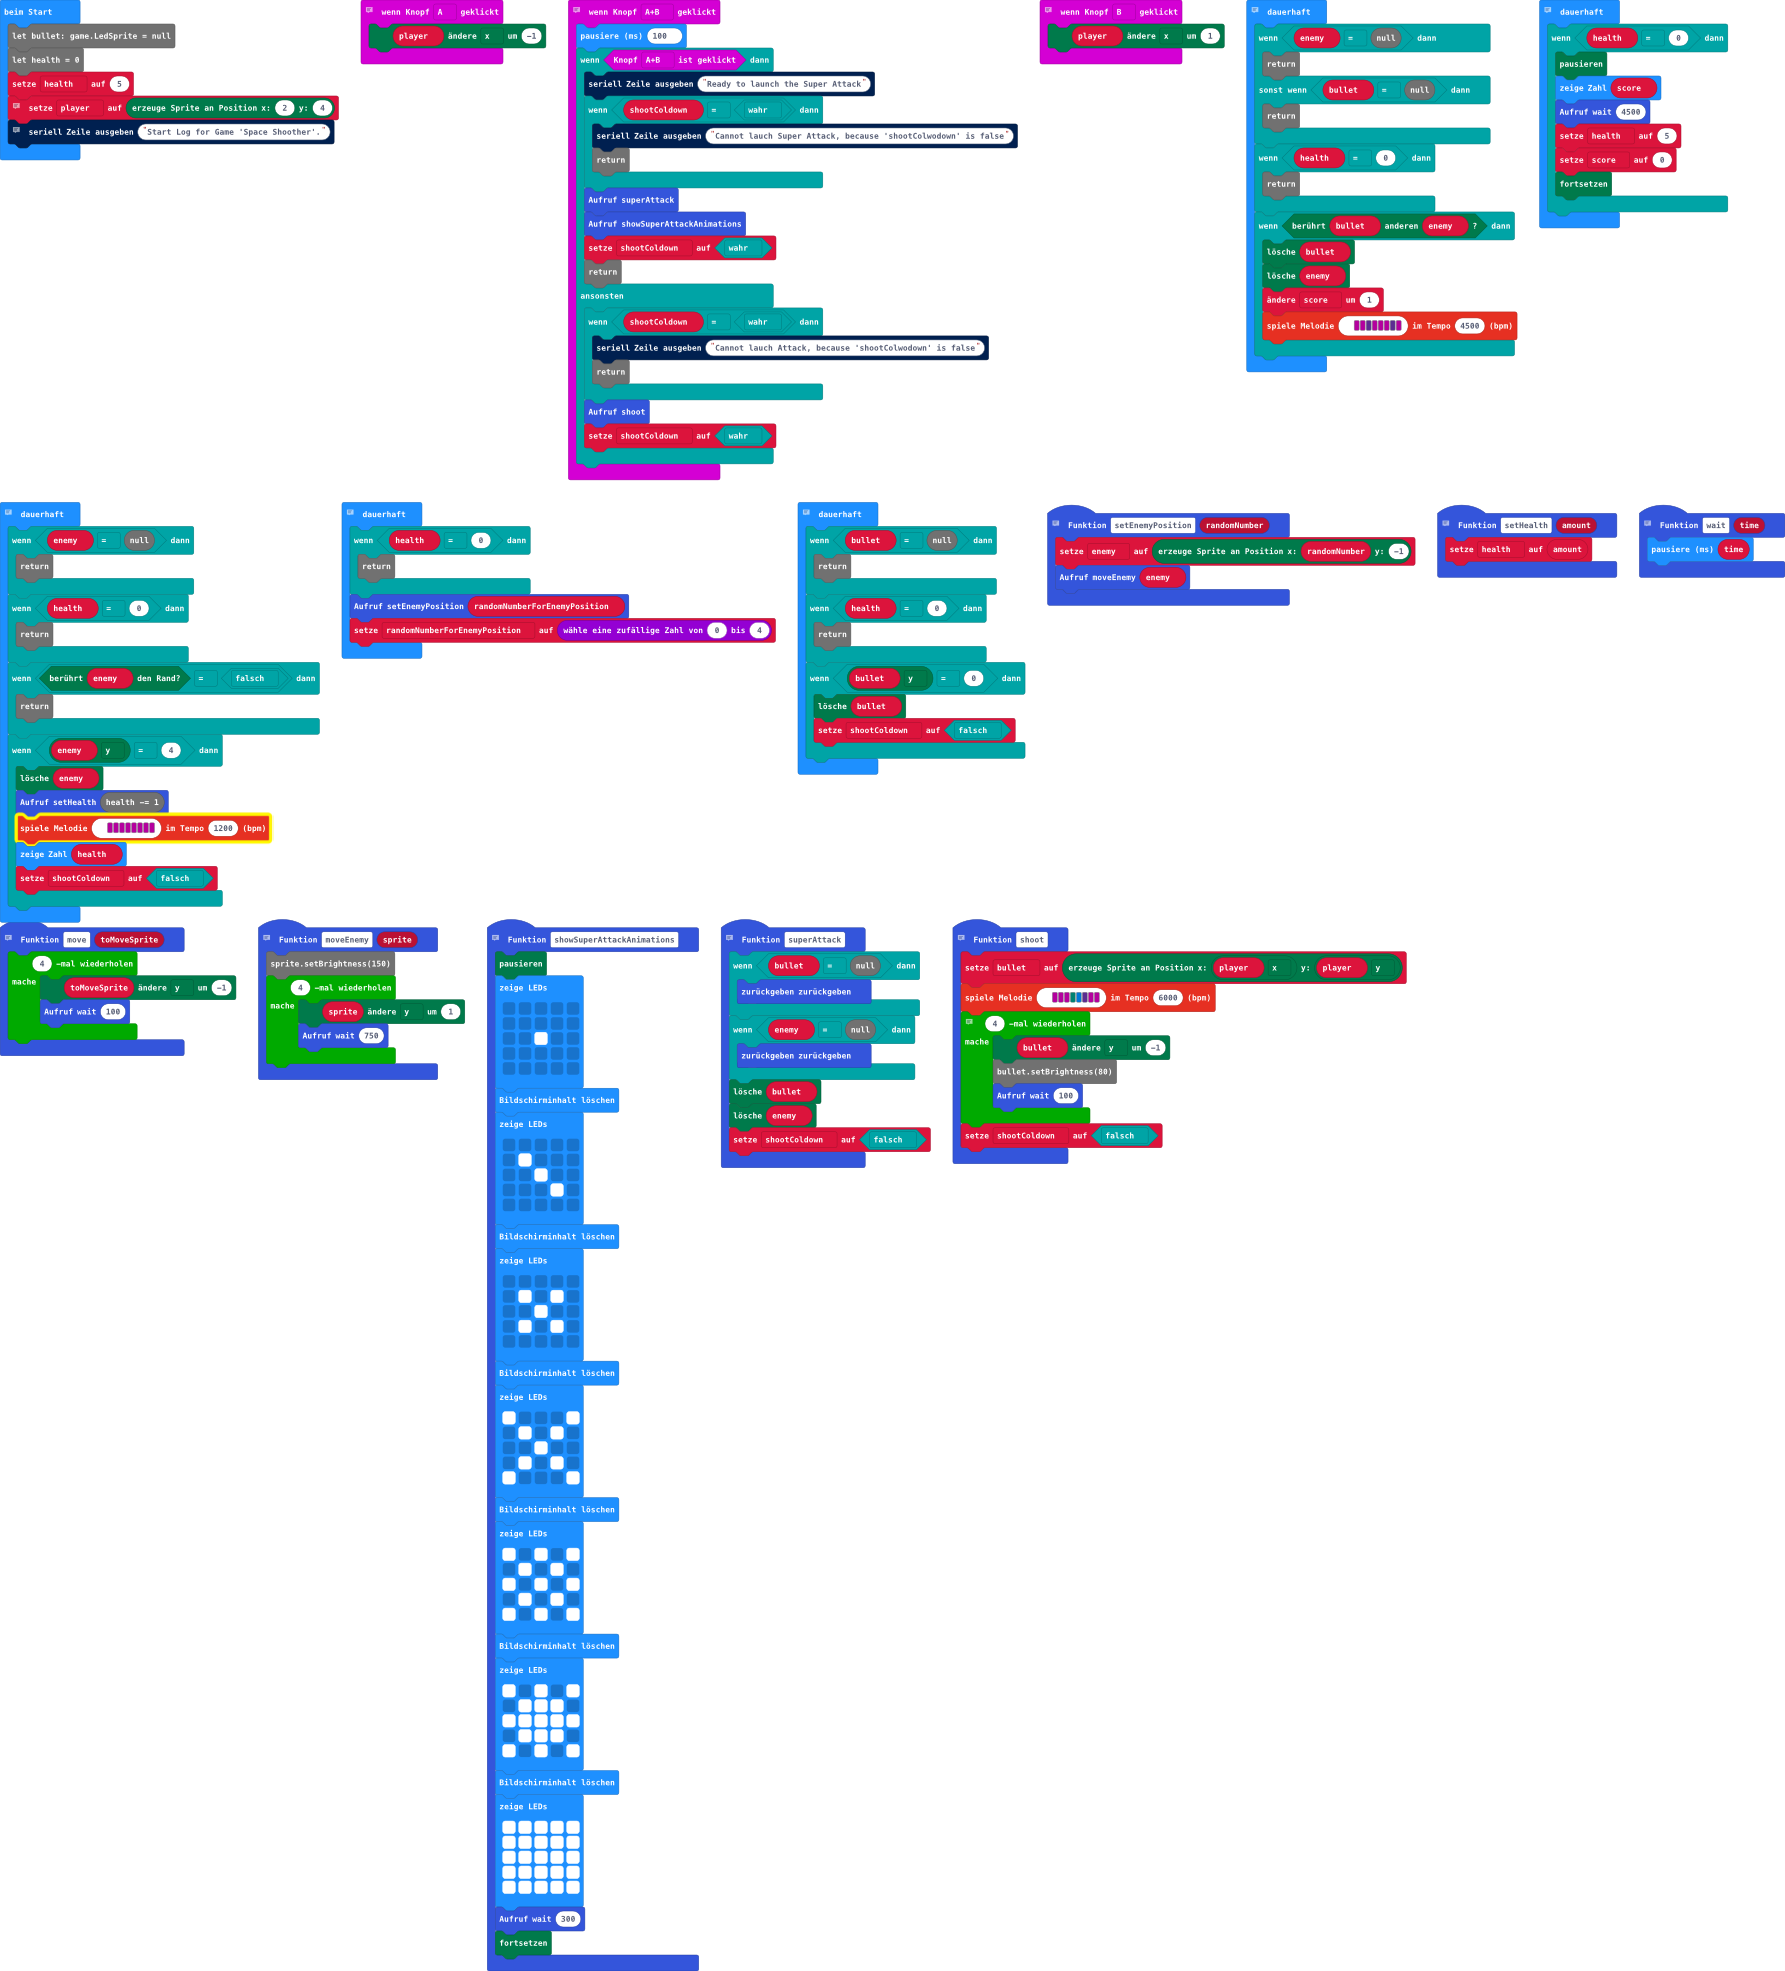 beim Start
let bullet: game.LedSprite = null
let health = 0
setze health auf 5
setze player auf erzeuge Sprite an Position x: 2 y: 4
seriell Zeile ausgeben "Start Log for Game 'Space Shoother'."
wenn Knopf A geklickt
player ändere x um -1
wenn Knopf A+B geklickt
pausiere (ms) 100
wenn Knopf A+B ist geklickt dann
seriell Zeile ausgeben "Ready to launch the Super Attack"
wenn shootColdown = wahr dann
seriell Zeile ausgeben "Cannot lauch Super Attack, because 'shootColwodown' is false"
return
Aufruf superAttack
Aufruf showSuperAttackAnimations
setze shootColdown auf wahr
return
ansonsten
wenn shootColdown = wahr dann
seriell Zeile ausgeben "Cannot lauch Attack, because 'shootColwodown' is false"
return
Aufruf shoot
setze shootColdown auf wahr
wenn Knopf B geklickt
player ändere x um 1
dauerhaft
wenn enemy = null dann
return
sonst wenn bullet = null dann
return
wenn health = 0 dann
return
wenn berührt bullet anderen enemy ? dann
lösche bullet
lösche enemy
ändere score um 1
spiele Melodie im Tempo 4500 (bpm)
dauerhaft
wenn health = 0 dann
pausieren
zeige Zahl score
Aufruf wait 4500
setze health auf 5
setze score auf 0
fortsetzen
dauerhaft
wenn enemy = null dann
return
wenn health = 0 dann
return
wenn berührt enemy den Rand? = falsch dann
return
wenn enemy y = 4 dann
lösche enemy
Aufruf setHealth health -= 1
spiele Melodie im Tempo 1200 (bpm)
zeige Zahl health
setze shootColdown auf falsch
dauerhaft
wenn health = 0 dann
return
Aufruf setEnemyPosition randomNumberForEnemyPosition
setze randomNumberForEnemyPosition auf wähle eine zufällige Zahl von 0 bis 4
dauerhaft
wenn bullet = null dann
return
wenn health = 0 dann
return
wenn bullet y = 0 dann
lösche bullet
setze shootColdown auf falsch
Funktion setEnemyPosition randomNumber
setze enemy auf erzeuge Sprite an Position x: randomNumber y: -1
Aufruf moveEnemy enemy
Funktion setHealth amount
setze health auf amount
Funktion wait time
pausiere (ms) time
Funktion move toMoveSprite
4 -mal wiederholen
mache toMoveSprite ändere y um -1
Aufruf wait 100
Funktion moveEnemy sprite
sprite.setBrightness(150)
4 -mal wiederholen
mache sprite ändere y um 1
Aufruf wait 750
Funktion showSuperAttackAnimations
pausieren
zeige LEDs
Bildschirminhalt löschen
zeige LEDs
Bildschirminhalt löschen
zeige LEDs
Bildschirminhalt löschen
zeige LEDs
Bildschirminhalt löschen
zeige LEDs
Bildschirminhalt löschen
zeige LEDs
Bildschirminhalt löschen
zeige LEDs
Aufruf wait 300
fortsetzen
Funktion superAttack
wenn bullet = null dann
zurückgeben zurückgeben
wenn enemy = null dann
zurückgeben zurückgeben
lösche bullet
lösche enemy
setze shootColdown auf falsch
Funktion shoot
setze bullet auf erzeuge Sprite an Position x: player x y: player y
spiele Melodie im Tempo 6000 (bpm)
4 -mal wiederholen
mache bullet ändere y um -1
bullet.setBrightness(80)
Aufruf wait 100
setze shootColdown auf falsch